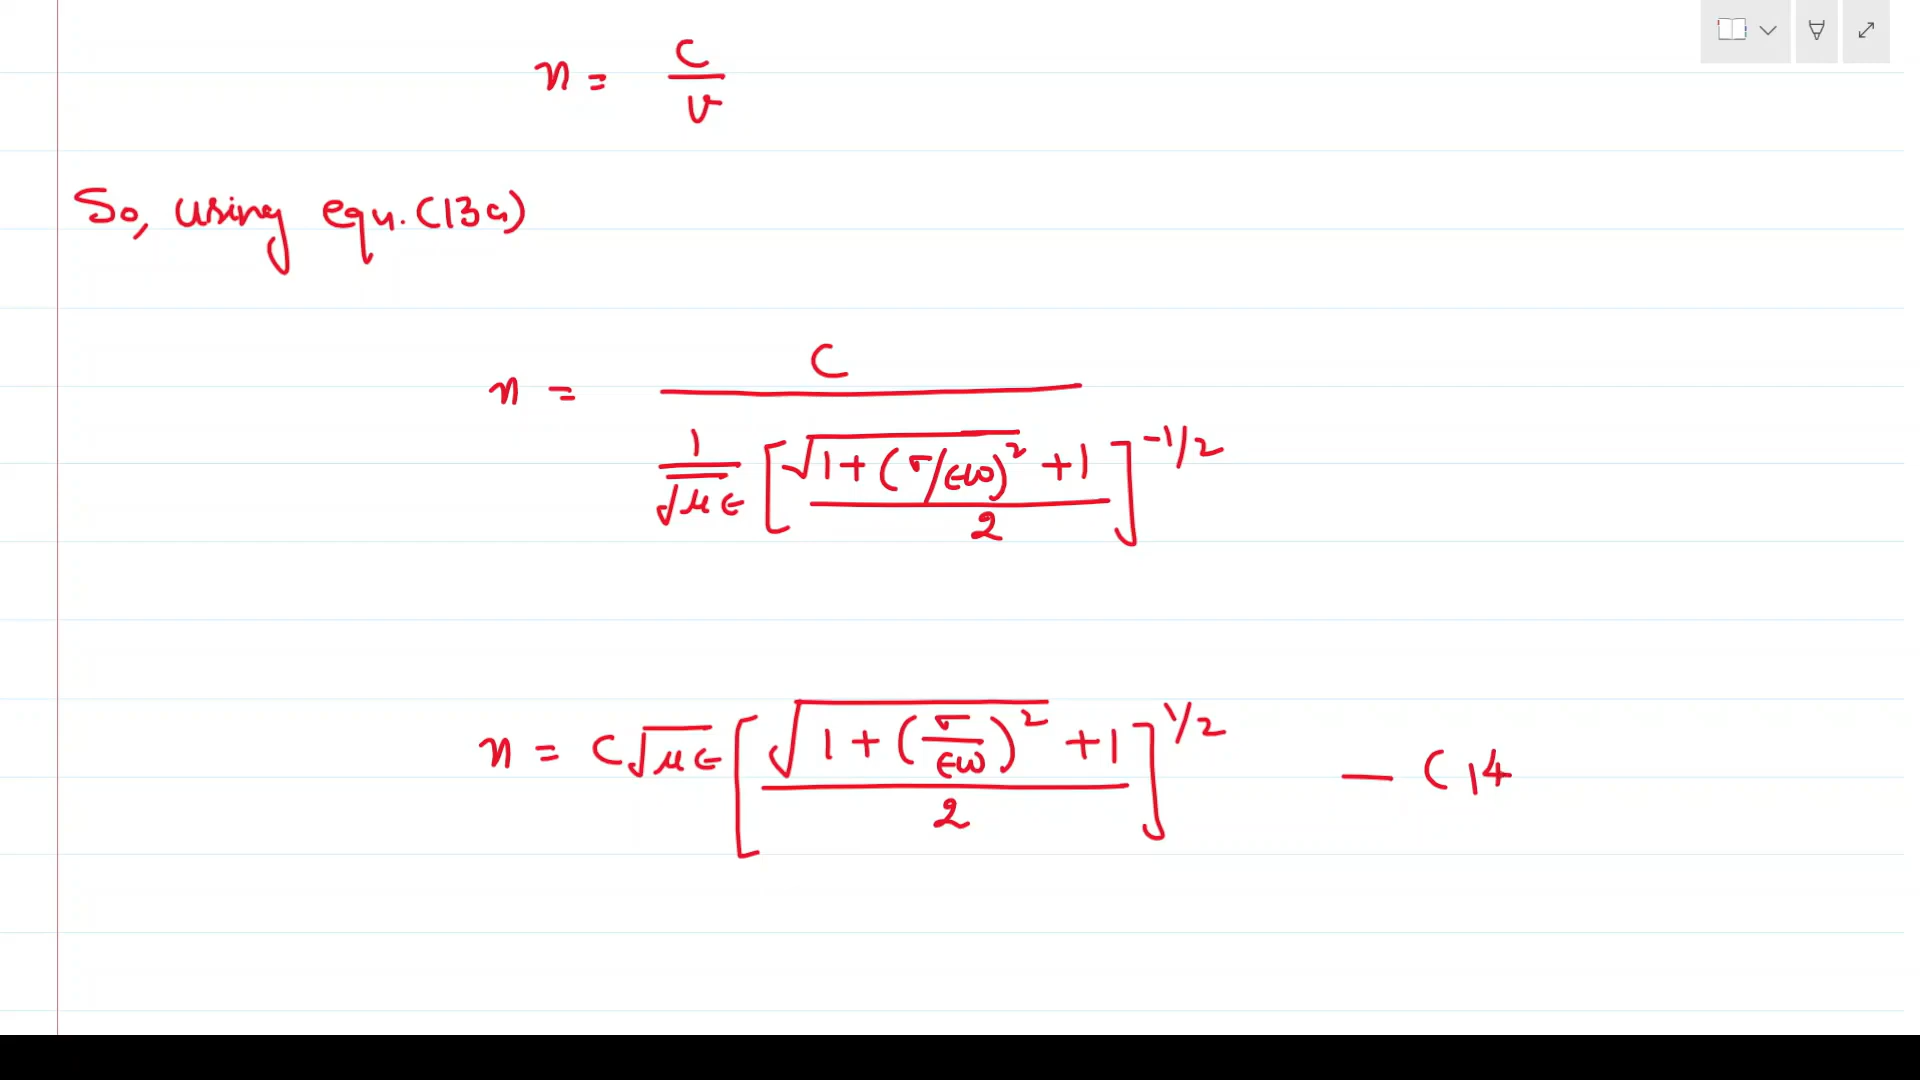 n = c/v
So, using equ. (13a)
n = c / (1/√με [(√(1+(σ/ϵω)²) +1)/2]^(-1/2))
n = c√μϵ [(√(1+(σ/ϵω)²) +1)/2]^(1/2) — (14